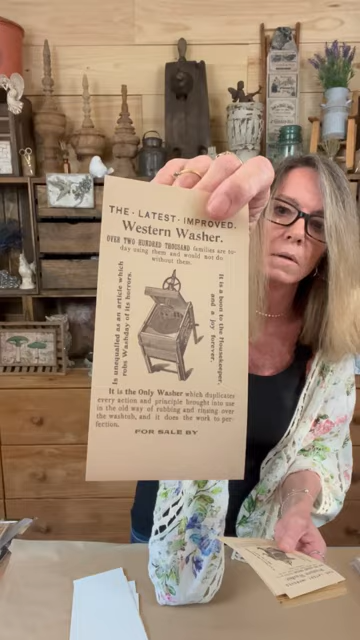 THE · LATEST · IMPROVED.
Western Washer.
OVER TWO HUNDRED THOUSAND families are to-
day using them and would not do
without them.
Is unequalled as an article which
robs Washday of its horrors.
It is a boon to the Housekeeper,
and a joy forever.
It is the Only Washer which duplicates
every action and principle brought into use
in the old way of rubbing and rinsing over
the washtub, and it does the work to per-
fection.
FOR SALE BY